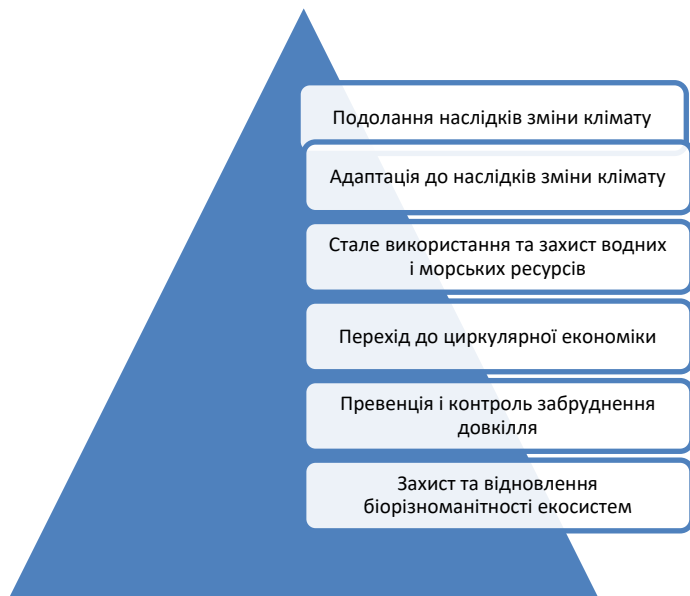 Подолання наслідків зміни клімату
Адаптація до наслідків зміни клімату
Стале використання та захист водних
і морських ресурсів
Перехід до циркулярної економіки
Превенція і контроль забруднення
довкілля
Захист та відновлення
біорізноманітності екосистем